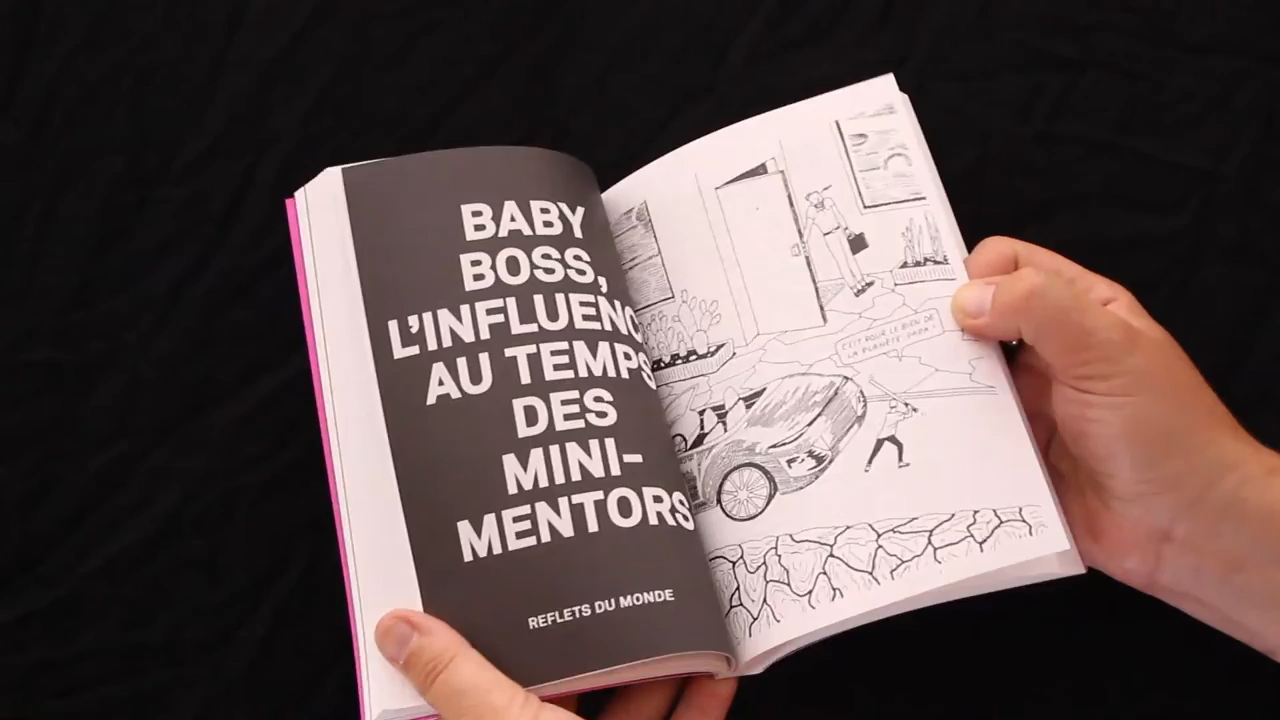 BABY
BOSS,
L'INFLUENC
AU TEMPS
DES
MINI-
MENTORS
REFLETS DU MONDE
C'EST POUR LE BIEN DE
LA PLANÈTE, PAPA !